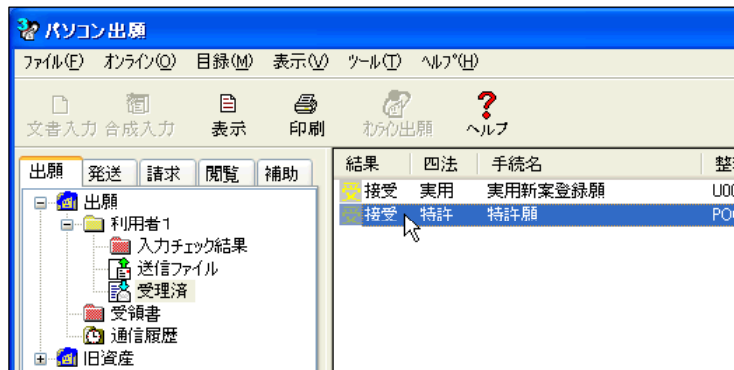 パソコン出願
ファイル(F) オンライン(O) 目録(M) 表示(V) ツール(T) ヘルプ(H)
文書入力 合成入力 表示 印刷 オンライン出願 ヘルプ
出願 発送 請求 閲覧 補助
結果 四法 手続名
受 接受 実用 実用新案登録願 U00
受 接受 特許 特許願
出願
利用者1
入力チェック結果
送信ファイル
受理済
受領書
通信履歴
旧資産